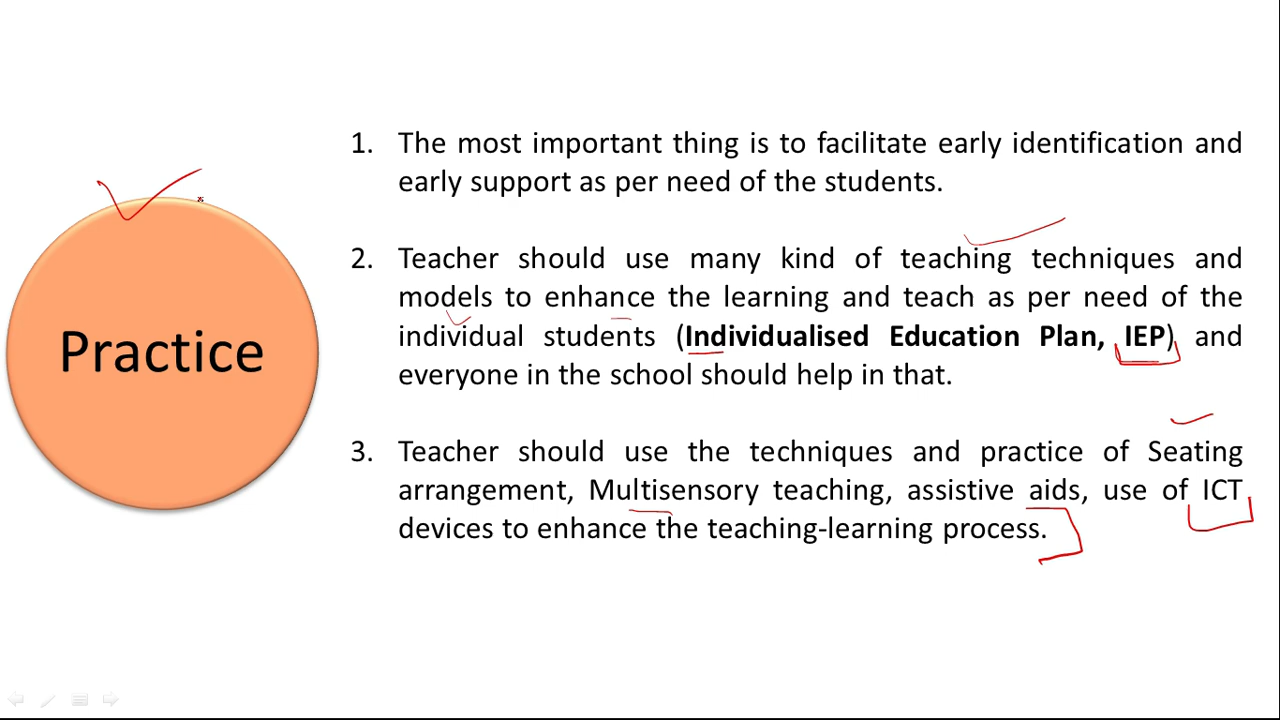 Practice
1. The most important thing is to facilitate early identification and
early support as per need of the students.
2. Teacher should use many kind of teaching techniques and
models to enhance the learning and teach as per need of the
individual students (Individualised Education Plan, IEP) and
everyone in the school should help in that.
3. Teacher should use the techniques and practice of Seating
arrangement, Multisensory teaching, assistive aids, use of ICT
devices to enhance the teaching-learning process.